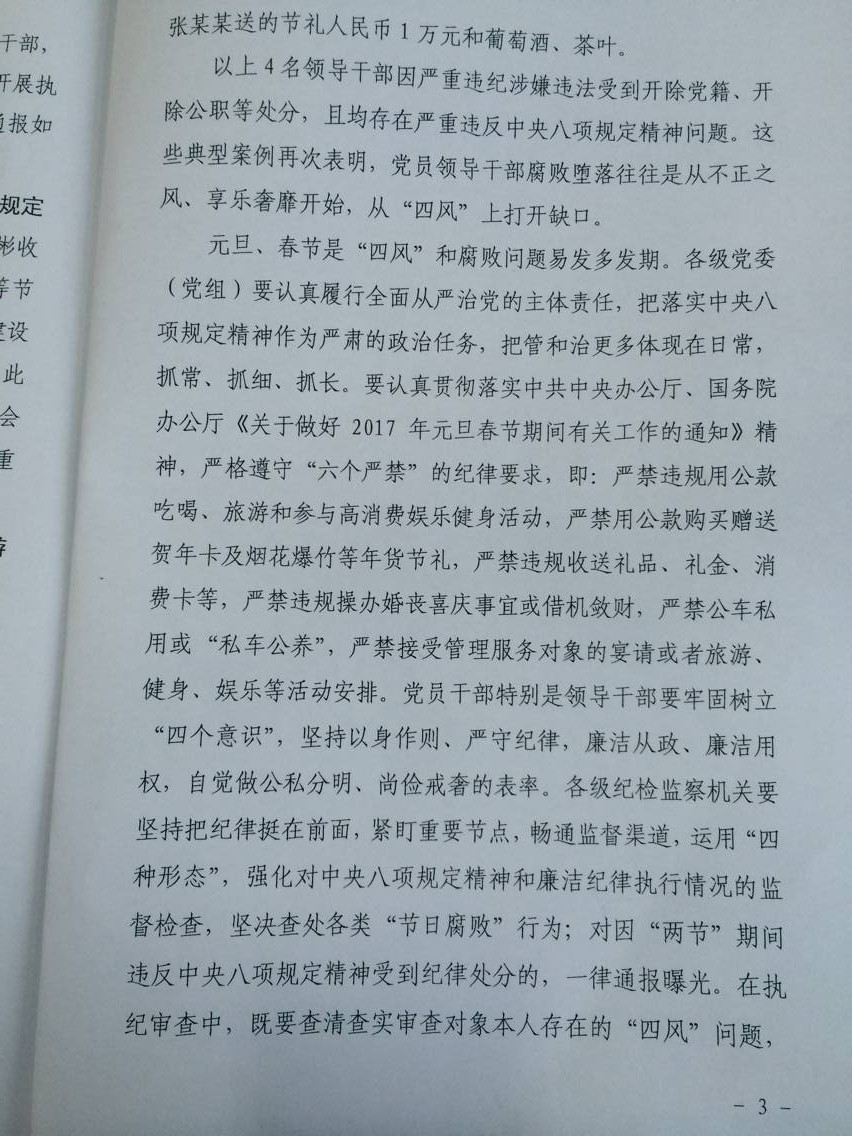 干部，
开展执
通报如
规定
彬收
等节
建设
此
会
重
张某某送的节礼人民币1万元和葡萄酒、茶叶。
以上4名领导干部因严重违纪涉嫌违法受到开除党籍、开
除公职等处分，且均存在严重违反中央八项规定精神问题。这
些典型案例再次表明，党员领导干部腐败堕落往往是从不正之
风、享乐奢靡开始，从“四风”上打开缺口。
元旦、春节是“四风”和腐败问题易发多发期。各级党委
（党组）要认真履行全面从严治党的主体责任，把落实中央八
项规定精神作为严肃的政治任务，把管和治更多体现在日常，
抓常、抓细、抓长。要认真贯彻落实中共中央办公厅、国务院
办公厅《关于做好 2017 年元旦春节期间有关工作的通知》精
神，严格遵守“六个严禁”的纪律要求，即：严禁违规用公款
吃喝、旅游和参与高消费娱乐健身活动，严禁用公款购买赠送
贺年卡及烟花爆竹等年货节礼，严禁违规收送礼品、礼金、消
费卡等，严禁违规操办婚丧喜庆事宜或借机敛财，严禁公车私
用或“私车公养”，严禁接受管理服务对象的宴请或者旅游、
健身、娱乐等活动安排。党员干部特别是领导干部要牢固树立
“四个意识”，坚持以身作则、严守纪律，廉洁从政、廉洁用
权，自觉做公私分明、尚俭戒奢的表率。各级纪检监察机关要
坚持把纪律挺在前面，紧盯重要节点，畅通监督渠道，运用“四
种形态”，强化对中央八项规定精神和廉洁纪律执行情况的监
督检查，坚决查处各类“节日腐败”行为；对因“两节”期间
违反中央八项规定精神受到纪律处分的，一律通报曝光。在执
纪审查中，既要查清查实审查对象本人存在的“四风”问题，
- 3 -